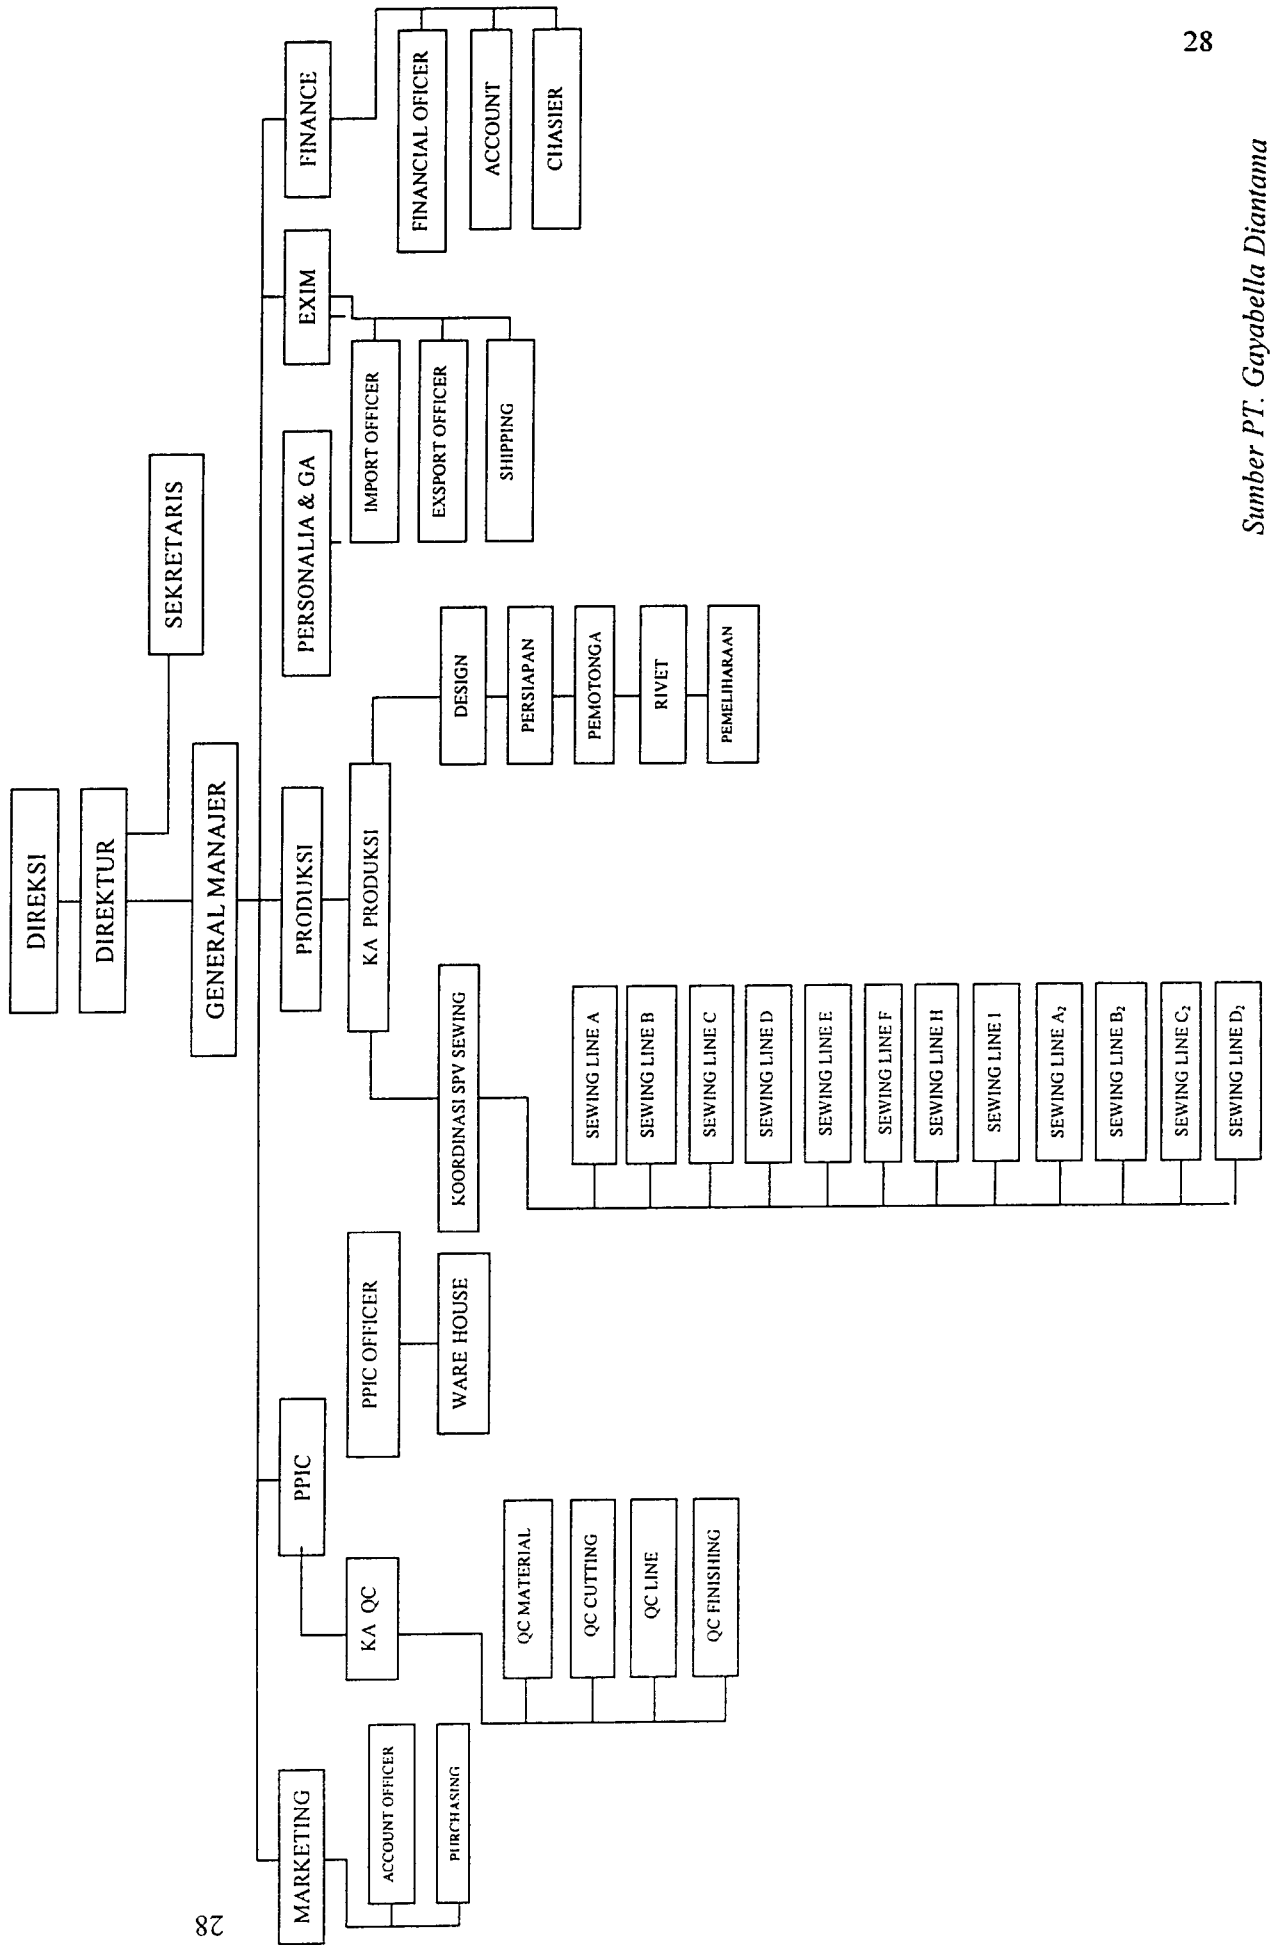 DIREKSI
DIREKTUR
SEKRETARIS
GENERAL MANAJER
MARKETING
PPIC
PRODUKSI
PERSONALIA & GA
EXIM
FINANCE
ACCOUNT OFFICER
PURCHASING
KA QC
QC MATERIAL
QC CUTTING
QC LINE
QC FINISHING
PPIC OFFICER
WARE HOUSE
KA PRODUKSI
KOORDINASI SPV SEWING
SEWING LINE A
SEWING LINE B
SEWING LINE C
SEWING LINE D
SEWING LINE E
SEWING LINE F
SEWING LINE H
SEWING LINE I
SEWING LINE A₂
SEWING LINE B₂
SEWING LINE C₂
SEWING LINE D₂
DESIGN
PERSIAPAN
PEMOTONGA
RIVET
PEMELIHARAAN
IMPORT OFFICER
EXSPORT OFFICER
SHIPPING
FINANCIAL OFICER
ACCOUNT
CHASIER
Sumber PT. Gayabella Diantama
28
28